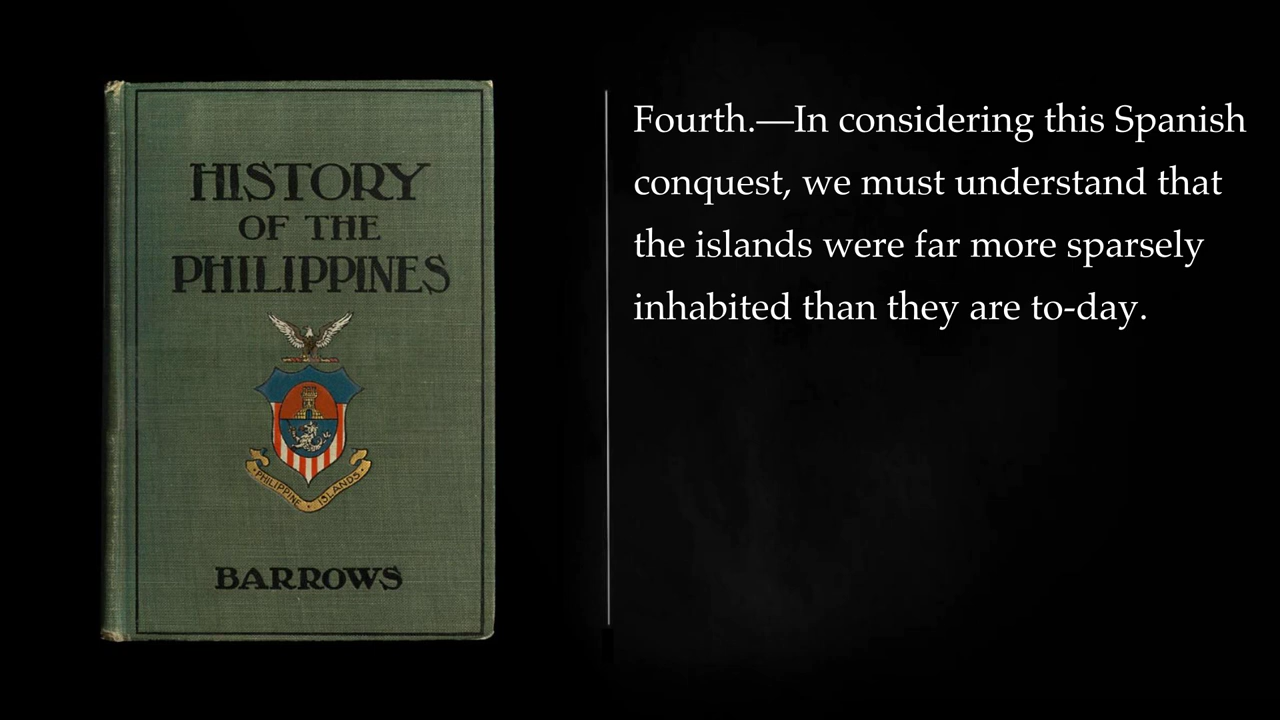 HISTORY
OF THE
PHILIPPINES
PHILIPPINE ISLANDS
BARROWS
Fourth.—In considering this Spanish
conquest, we must understand that
the islands were far more sparsely
inhabited than they are to-day.